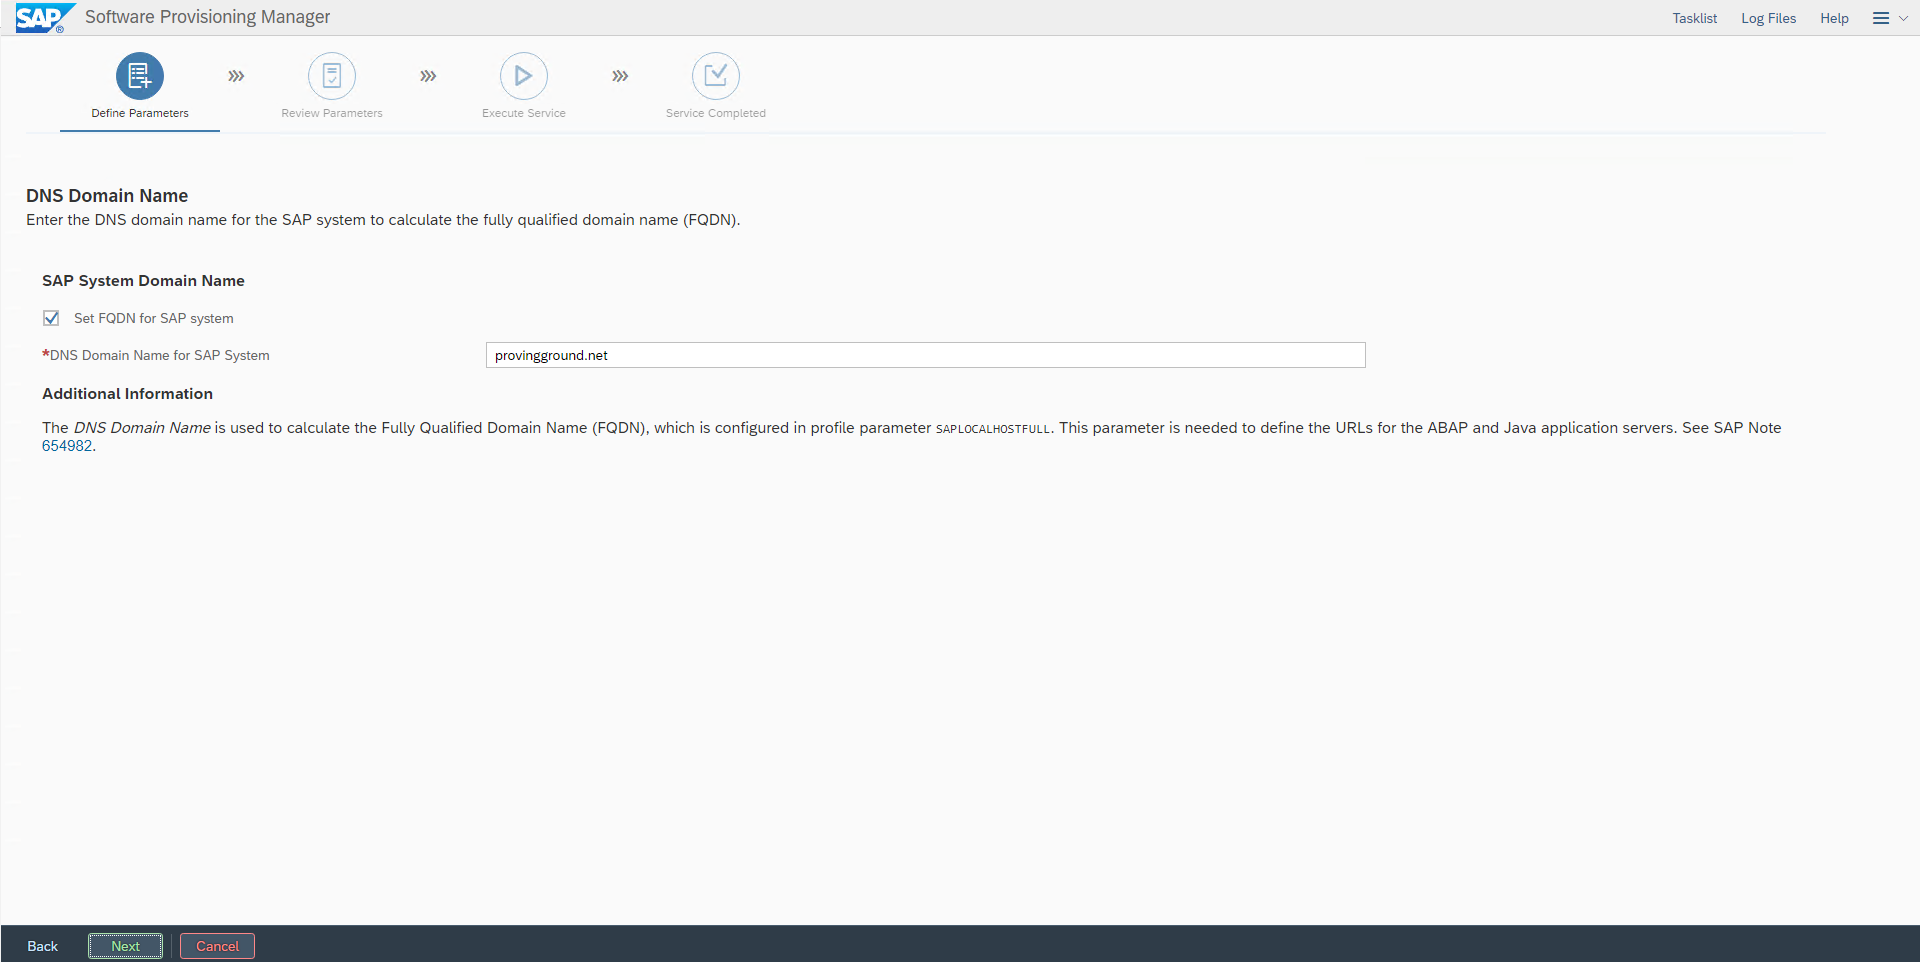 SAP ® Software Provisioning Manager
Tasklist Log Files Help
Define Parameters Review Parameters Execute Service Service Completed
DNS Domain Name
Enter the DNS domain name for the SAP system to calculate the fully qualified domain name (FQDN).
SAP System Domain Name
Set FQDN for SAP system
*DNS Domain Name for SAP System provingground.net
Additional Information
The DNS Domain Name is used to calculate the Fully Qualified Domain Name (FQDN), which is configured in profile parameter SAPLOCALHOSTFULL. This parameter is needed to define the URLs for the ABAP and Java application servers. See SAP Note
654982.
Back Next Cancel